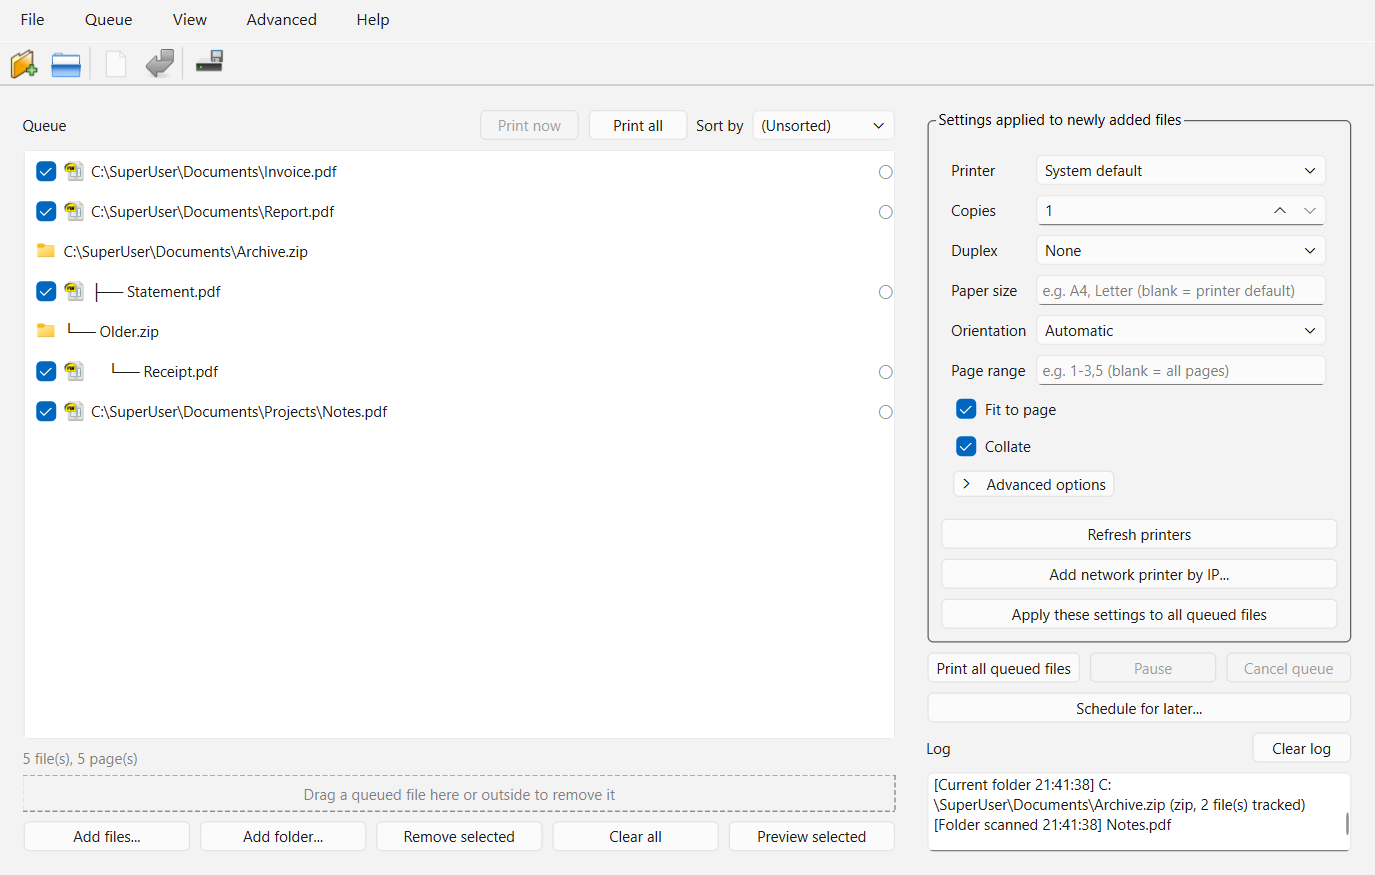 File Queue View Advanced Help
Queue Print now Print all Sort by (Unsorted)
C:\SuperUser\Documents\Invoice.pdf
C:\SuperUser\Documents\Report.pdf
C:\SuperUser\Documents\Archive.zip
Statement.pdf
Older.zip
Receipt.pdf
C:\SuperUser\Documents\Projects\Notes.pdf
5 file(s), 5 page(s)
Drag a queued file here or outside to remove it
Add files... Add folder... Remove selected Clear all Preview selected
Settings applied to newly added files
Printer System default
Copies 1
Duplex None
Paper size e.g. A4, Letter (blank = printer default)
Orientation Automatic
Page range e.g. 1-3,5 (blank = all pages)
Fit to page
Collate
Advanced options
Refresh printers
Add network printer by IP...
Apply these settings to all queued files
Print all queued files Pause Cancel queue
Schedule for later...
Log Clear log
[Current folder 21:41:38] C:
\SuperUser\Documents\Archive.zip (zip, 2 file(s) tracked)
[Folder scanned 21:41:38] Notes.pdf